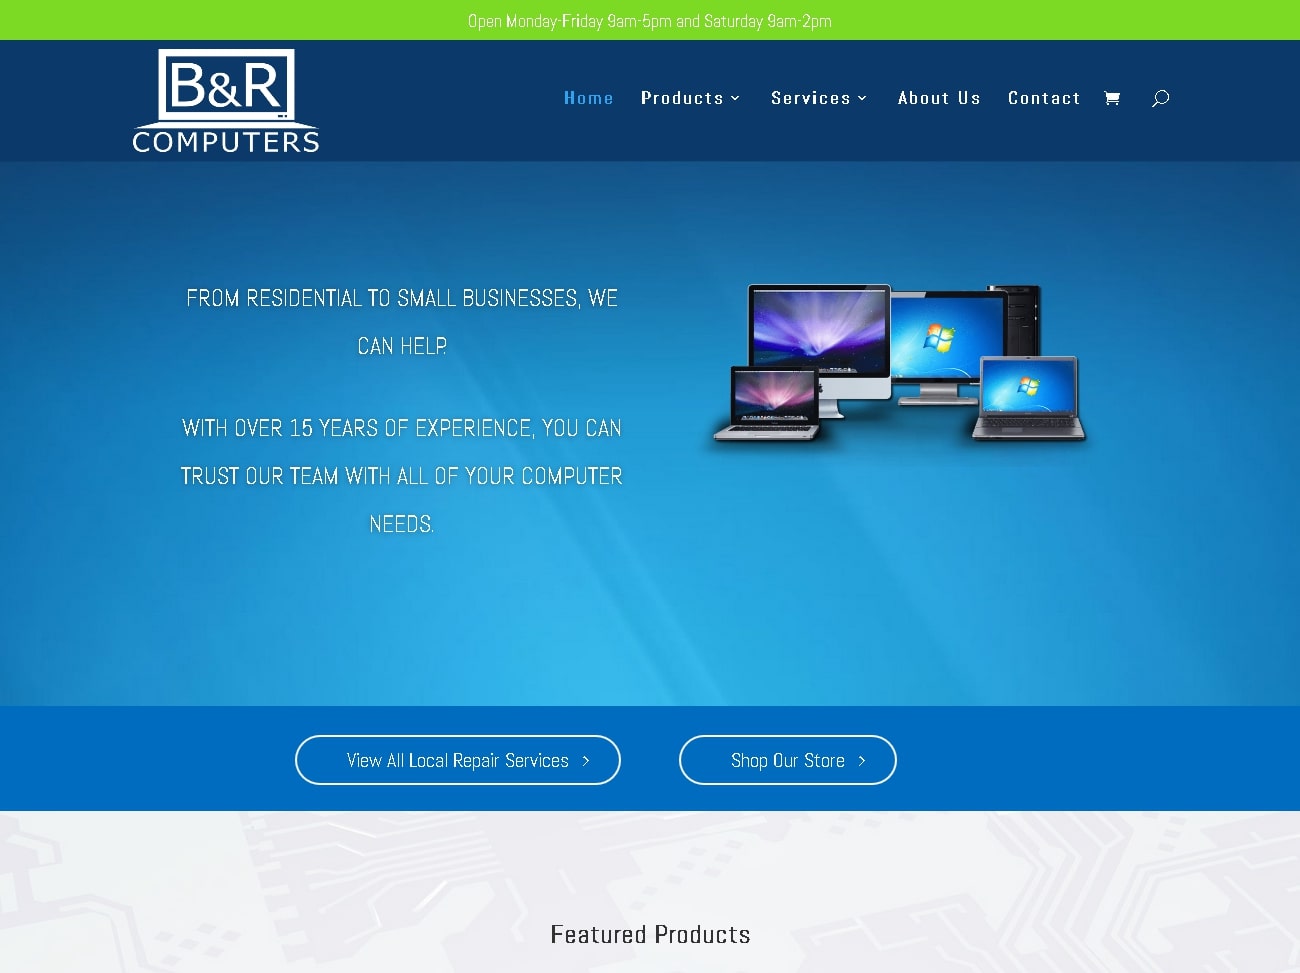 Open Monday-Friday 9am-5pm and Saturday 9am-2pm
B&R
COMPUTERS
Home
Products
Services
About Us
Contact
FROM RESIDENTIAL TO SMALL BUSINESSES, WE
CAN HELP.
WITH OVER 15 YEARS OF EXPERIENCE, YOU CAN
TRUST OUR TEAM WITH ALL OF YOUR COMPUTER
NEEDS.
View All Local Repair Services
Shop Our Store
Featured Products